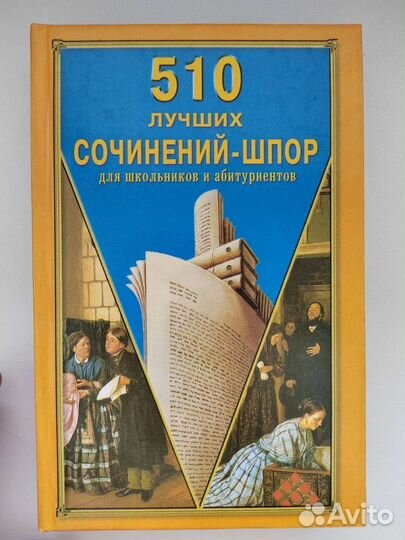 510
ЛУЧШИХ
СОЧИНЕНИЙ-ШПОР
для школьников и абитуриентов
Avito